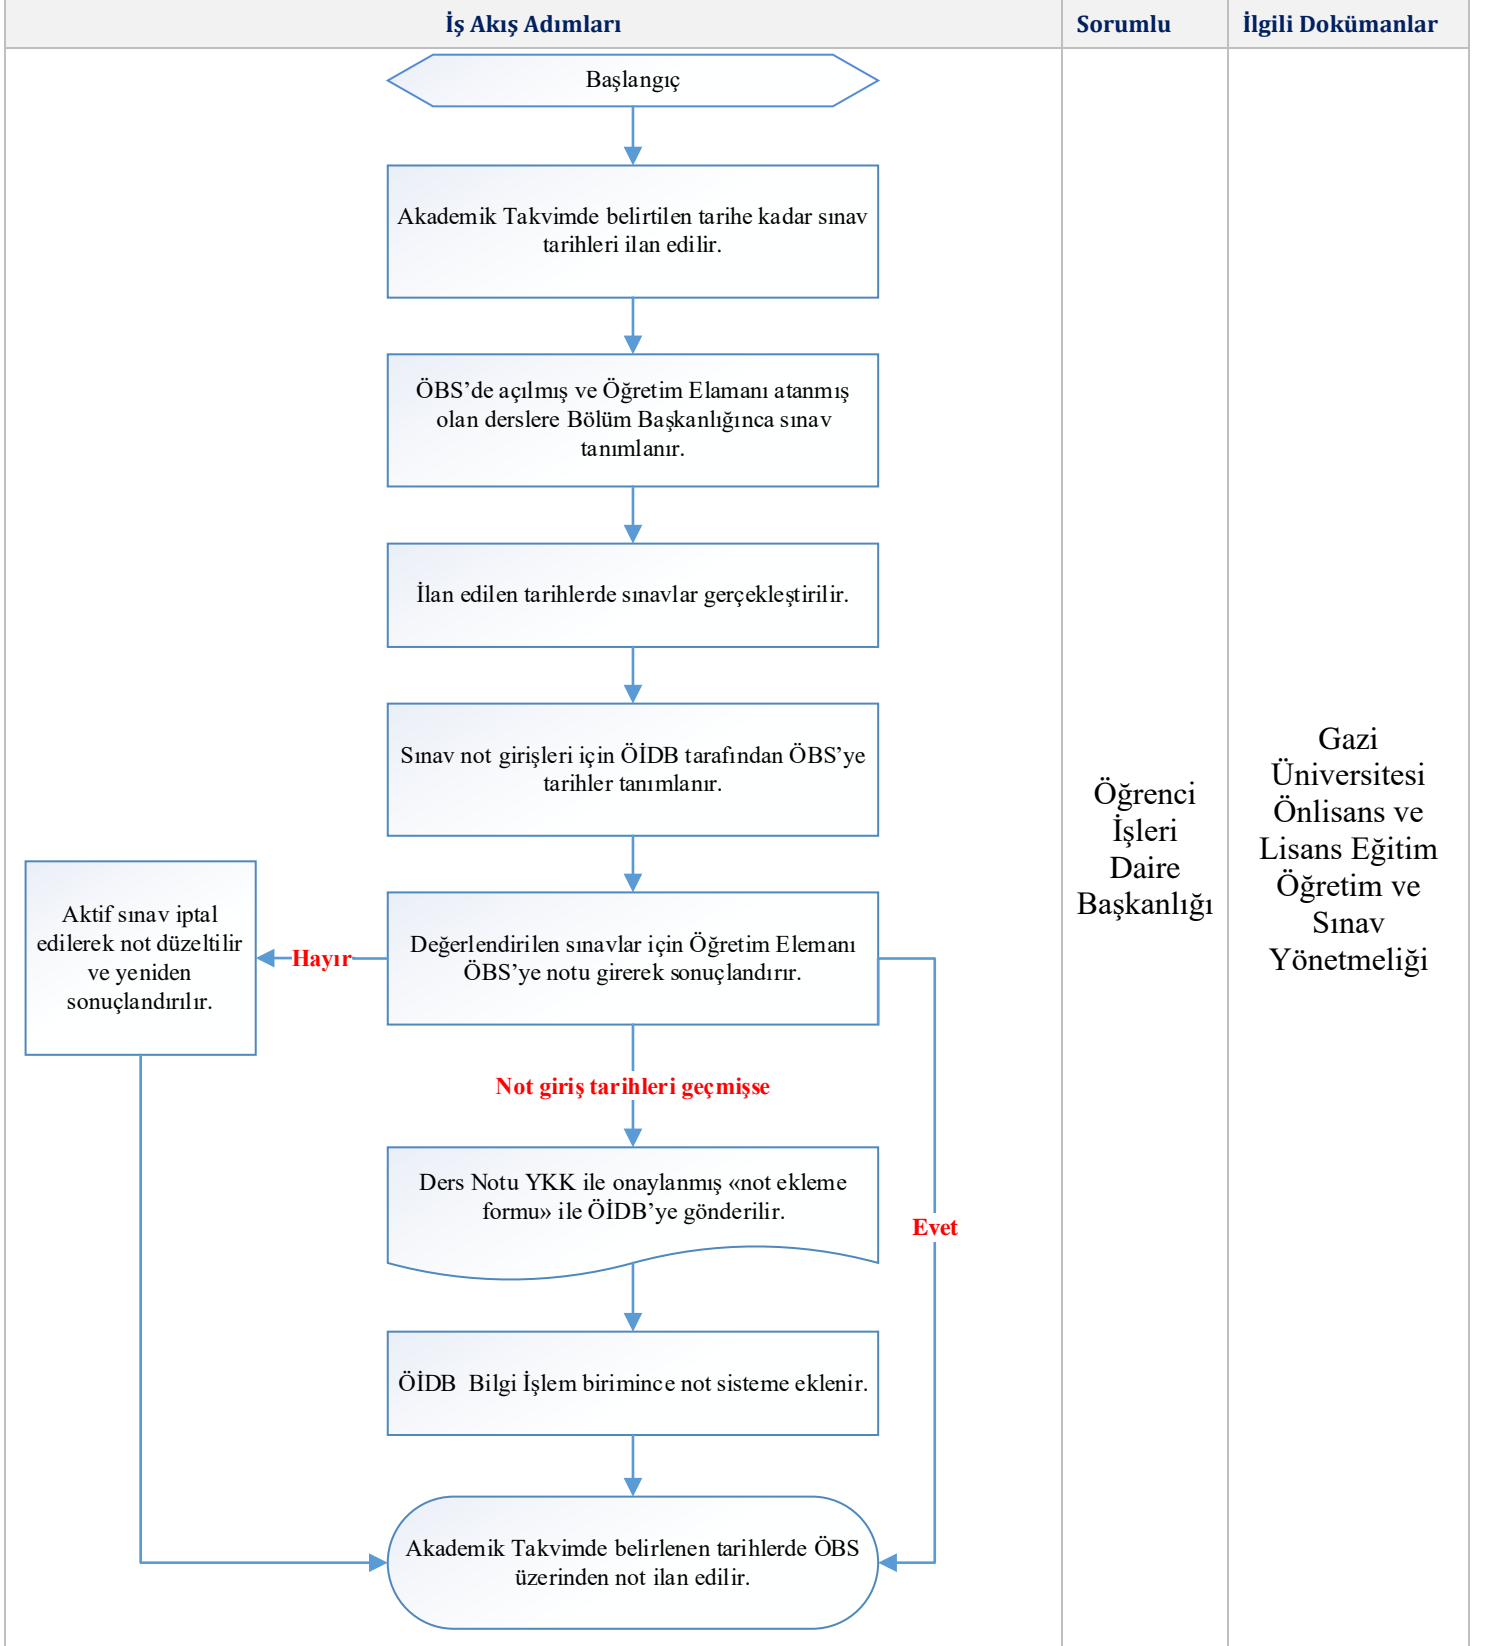 İş Akış Adımları
Sorumlu
İlgili Dokümanlar
Başlangıç
Akademik Takvimde belirtilen tarihe kadar sınav
tarihleri ilan edilir.
ÖBS’de açılmış ve Öğretim Elamanı atanmış
olan derslere Bölüm Başkanlığınca sınav
tanımlanır.
İlan edilen tarihlerde sınavlar gerçekleştirilir.
Sınav not girişleri için ÖİDB tarafından ÖBS’ye
tarihler tanımlanır.
Aktif sınav iptal
edilerek not düzeltilir
ve yeniden
sonuçlandırılır.
Hayır
Değerlendirilen sınavlar için Öğretim Elemanı
ÖBS’ye notu girerek sonuçlandırır.
Not giriş tarihleri geçmişse
Ders Notu YKK ile onaylanmış «not ekleme
formu» ile ÖİDB’ye gönderilir.
Evet
ÖİDB  Bilgi İşlem birimince not sisteme eklenir.
Akademik Takvimde belirlenen tarihlerde ÖBS
üzerinden not ilan edilir.
Öğrenci
İşleri
Daire
Başkanlığı
Gazi
Üniversitesi
Önlisans ve
Lisans Eğitim
Öğretim ve
Sınav
Yönetmeliği